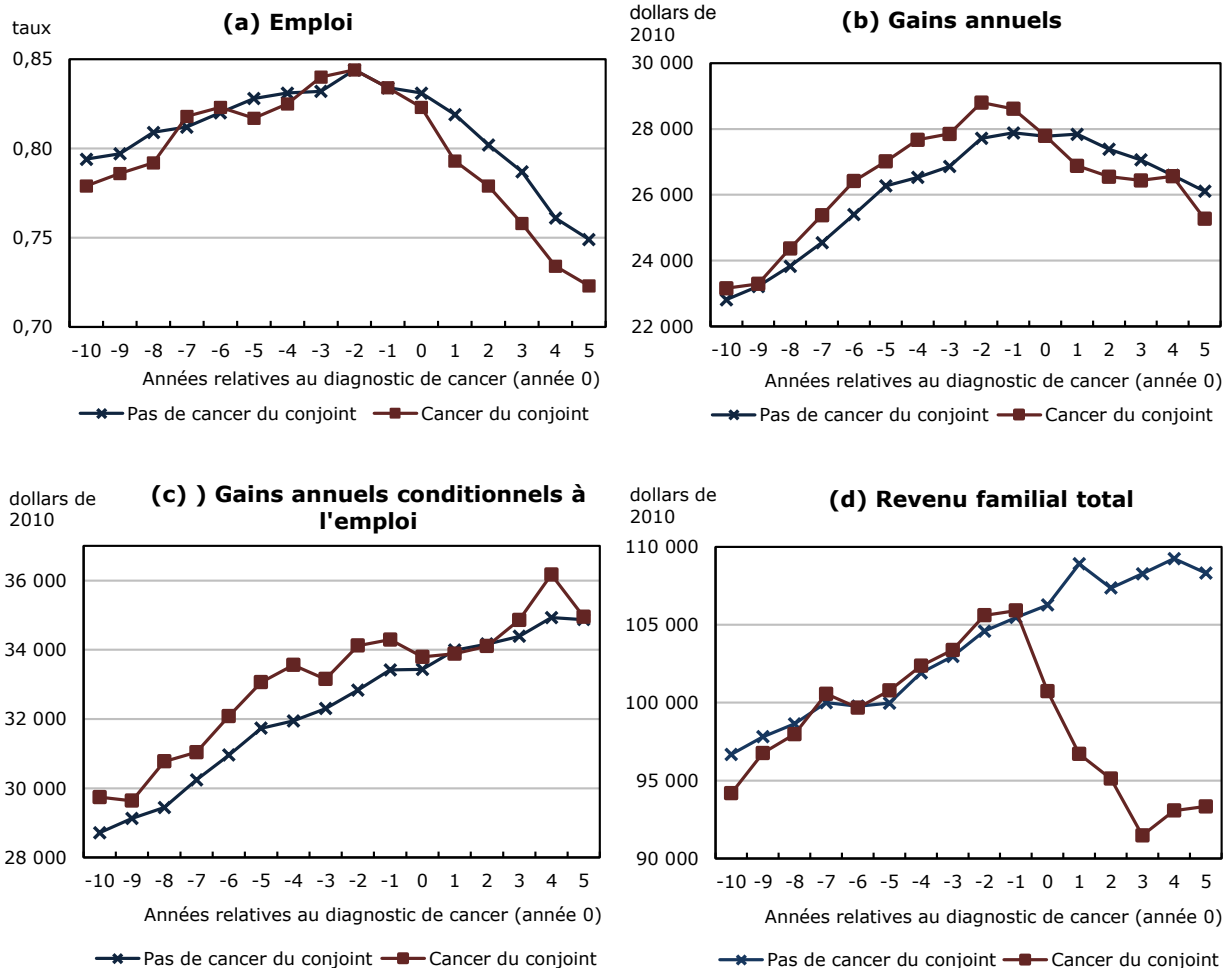 (a) Emploi
taux
0,85
0,80
0,75
0,70
-10 -9 -8 -7 -6 -5 -4 -3 -2 -1 0 1 2 3 4 5
Années relatives au diagnostic de cancer (année 0)
Pas de cancer du conjoint Cancer du conjoint
(b) Gains annuels
dollars de
2010
30 000
28 000
26 000
24 000
22 000
-10 -9 -8 -7 -6 -5 -4 -3 -2 -1 0 1 2 3 4 5
Années relatives au diagnostic de cancer (année 0)
Pas de cancer du conjoint Cancer du conjoint
(c) ) Gains annuels conditionnels à
l'emploi
dollars de
2010
36 000
34 000
32 000
30 000
28 000
-10 -9 -8 -7 -6 -5 -4 -3 -2 -1 0 1 2 3 4 5
Années relatives au diagnostic de cancer (année 0)
Pas de cancer du conjoint Cancer du conjoint
(d) Revenu familial total
dollars de
2010
110 000
105 000
100 000
95 000
90 000
-10 -9 -8 -7 -6 -5 -4 -3 -2 -1 0 1 2 3 4 5
Années relatives au diagnostic de cancer (année 0)
Pas de cancer du conjoint Cancer du conjoint